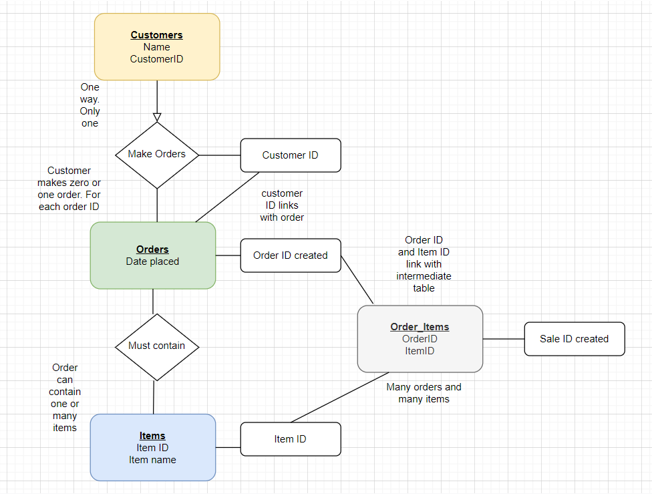 Customers
Name
CustomerID
One
way.
Only
one
Make Orders
Customer ID
Customer
makes zero or
one order. For
each order ID
customer
ID links
with order
Orders
Date placed
Order ID created
Order ID
and Item ID
link with
intermediate
table
Order_Items
OrderID
ItemID
Sale ID created
Must contain
Order
can
contain
one or
many
items
Many orders and
many items
Items
Item ID
Item name
Item ID